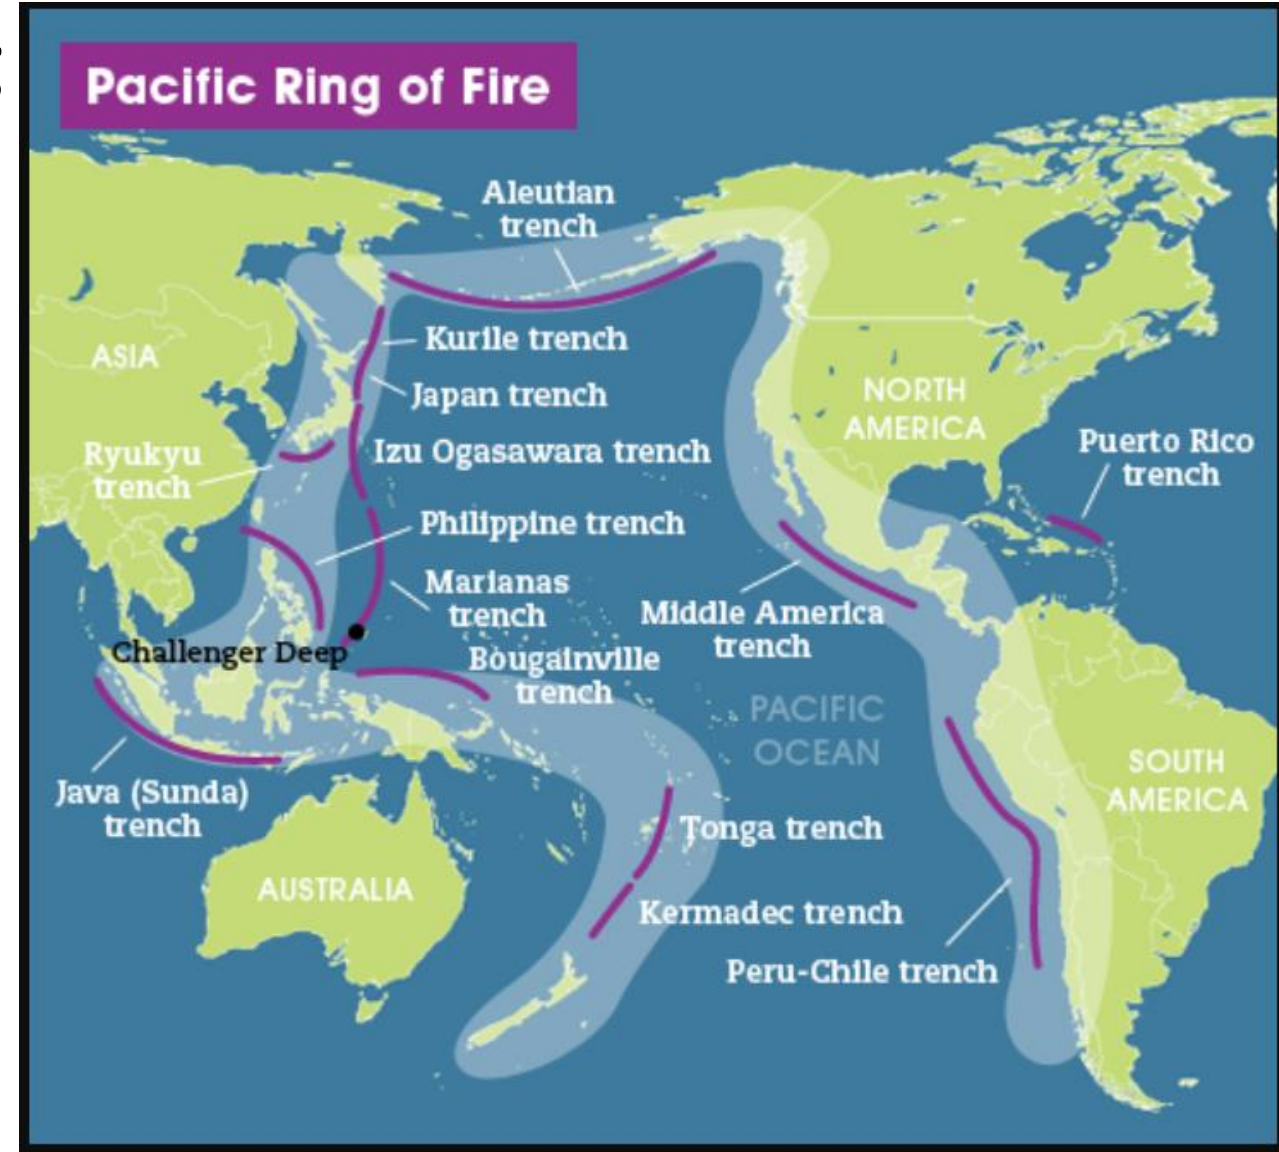 Pacific Ring of Fire
Aleutian
trench
Kurile trench
ASIA
Japan trench
NORTH
AMERICA
Ryukyu
trench
Izu Ogasawara trench
Puerto Rico
trench
Philippine trench
Marianas
trench
Middle America
trench
Challenger Deep
Bougainville
trench
PACIFIC
OCEAN
Java (Sunda)
trench
SOUTH
AMERICA
Tonga trench
AUSTRALIA
Kermadec trench
Peru-Chile trench